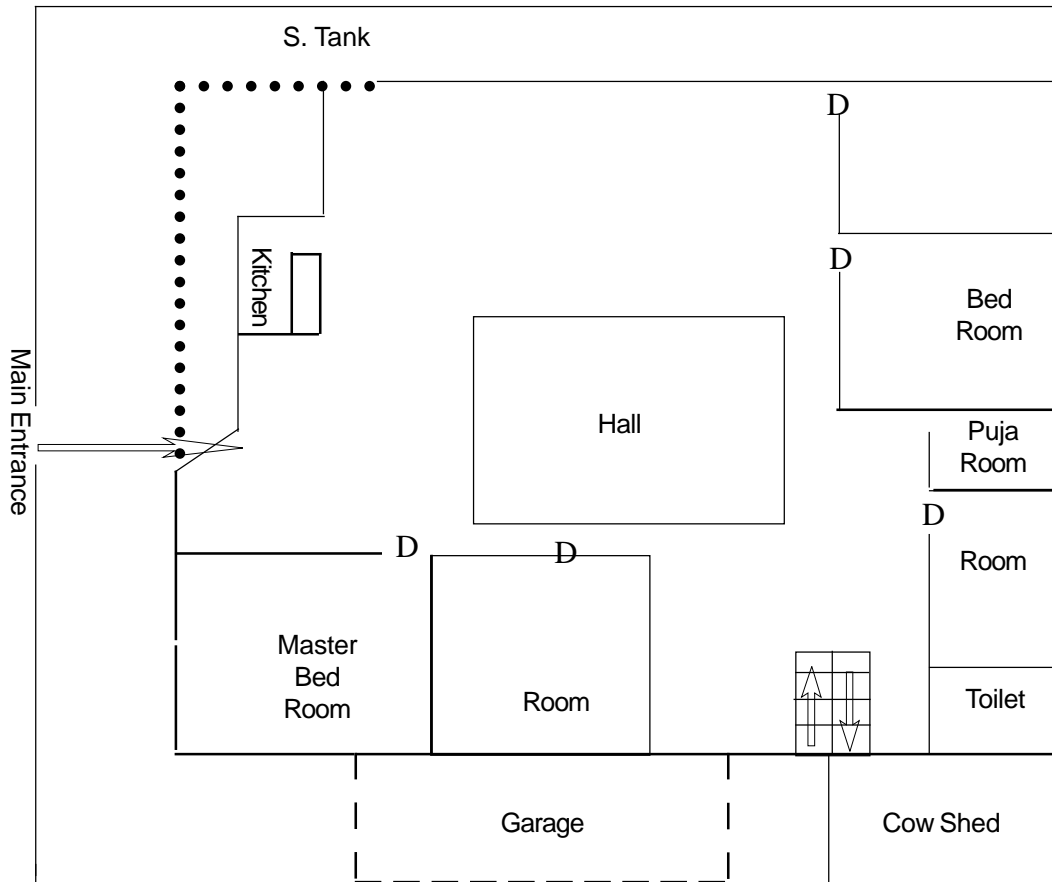 S. Tank
D
D
Kitchen
Bed
Room
Main Entrance
Hall
Puja
Room
D
D
D
Room
Master
Bed
Room
Room
Toilet
Garage
Cow Shed